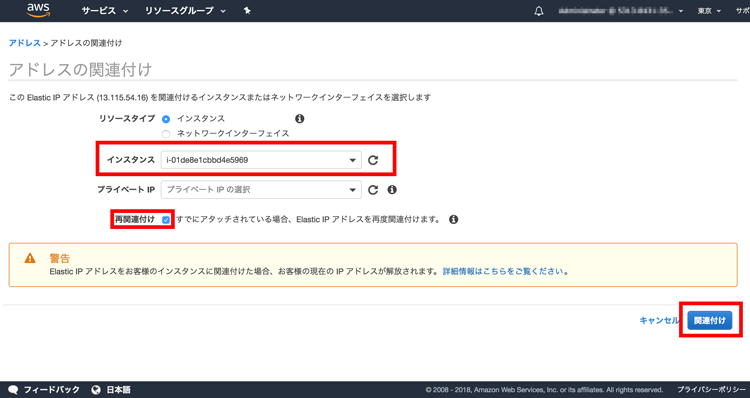 aws サービス リソースグループ 東京 サポ
アドレス > アドレスの関連付け
アドレスの関連付け
この Elastic IP アドレス (13.115.54.16) を関連付けるインスタンスまたはネットワークインターフェイスを選択します
リソースタイプ インスタンス
ネットワークインターフェイス
インスタンス i-01de8e1cbbd4e5969
プライベート IP プライベート IP の選択
再関連付け すでにアタッチされている場合、Elastic IP アドレスを再度関連付けます。
警告
Elastic IP アドレスをお客様のインスタンスに関連付けた場合、お客様の現在の IP アドレスが解放されます。詳細情報はこちらをご覧ください。
キャンセル 関連付け
フィードバック 日本語 © 2008 - 2018, Amazon Web Services, Inc. or its affiliates. All rights reserved. プライバシーポリシー